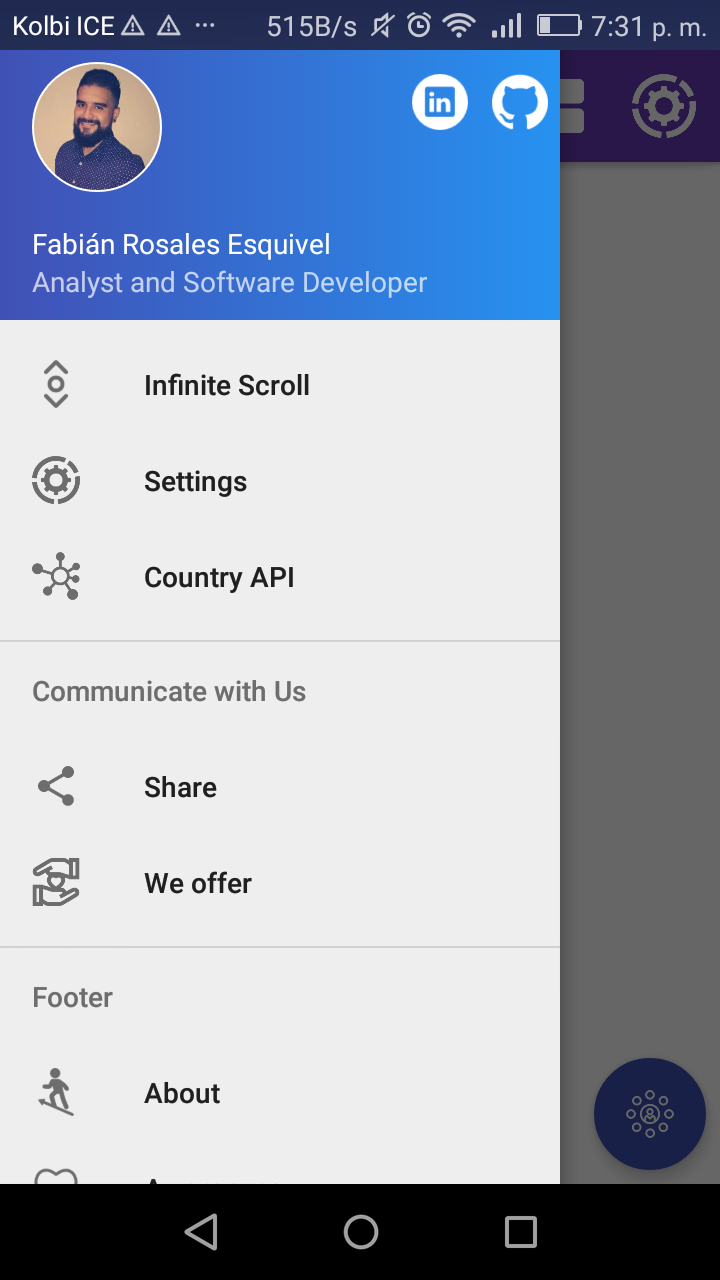 Kolbi ICE 515B/s 7:31 p. m.
in
Fabián Rosales Esquivel
Analyst and Software Developer
Infinite Scroll
Settings
Country API
Communicate with Us
Share
We offer
Footer
About